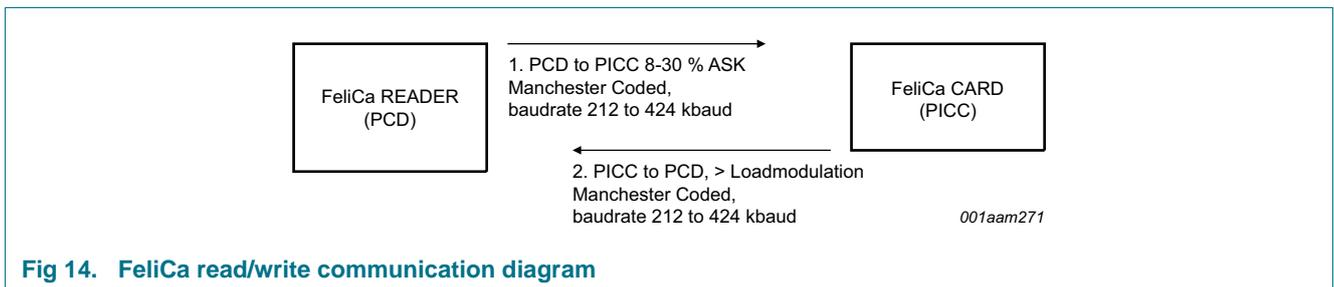 FeliCa READER
(PCD)
1. PCD to PICC 8-30 % ASK
Manchester Coded,
baudrate 212 to 424 kbaud
FeliCa CARD
(PICC)
2. PICC to PCD, > Loadmodulation
Manchester Coded,
baudrate 212 to 424 kbaud
001aam271
Fig 14. FeliCa read/write communication diagram